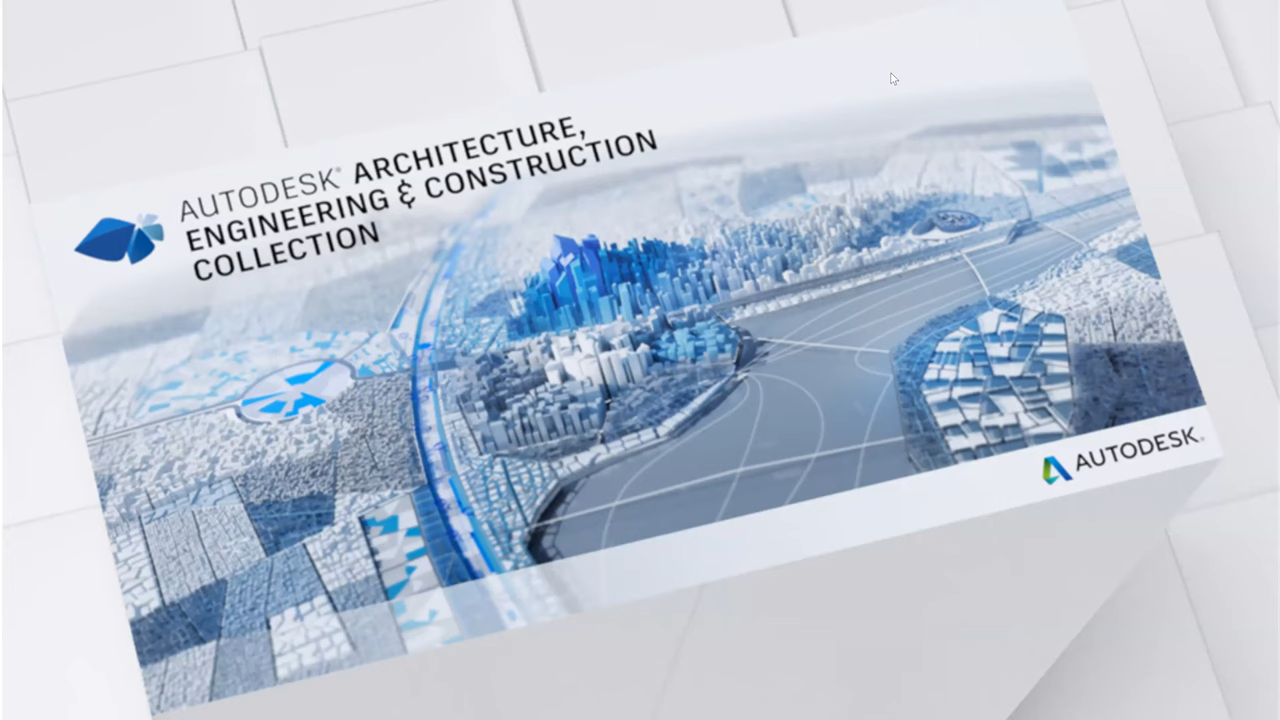 AUTODESK® ARCHITECTURE,
ENGINEERING & CONSTRUCTION
COLLECTION
AUTODESK.